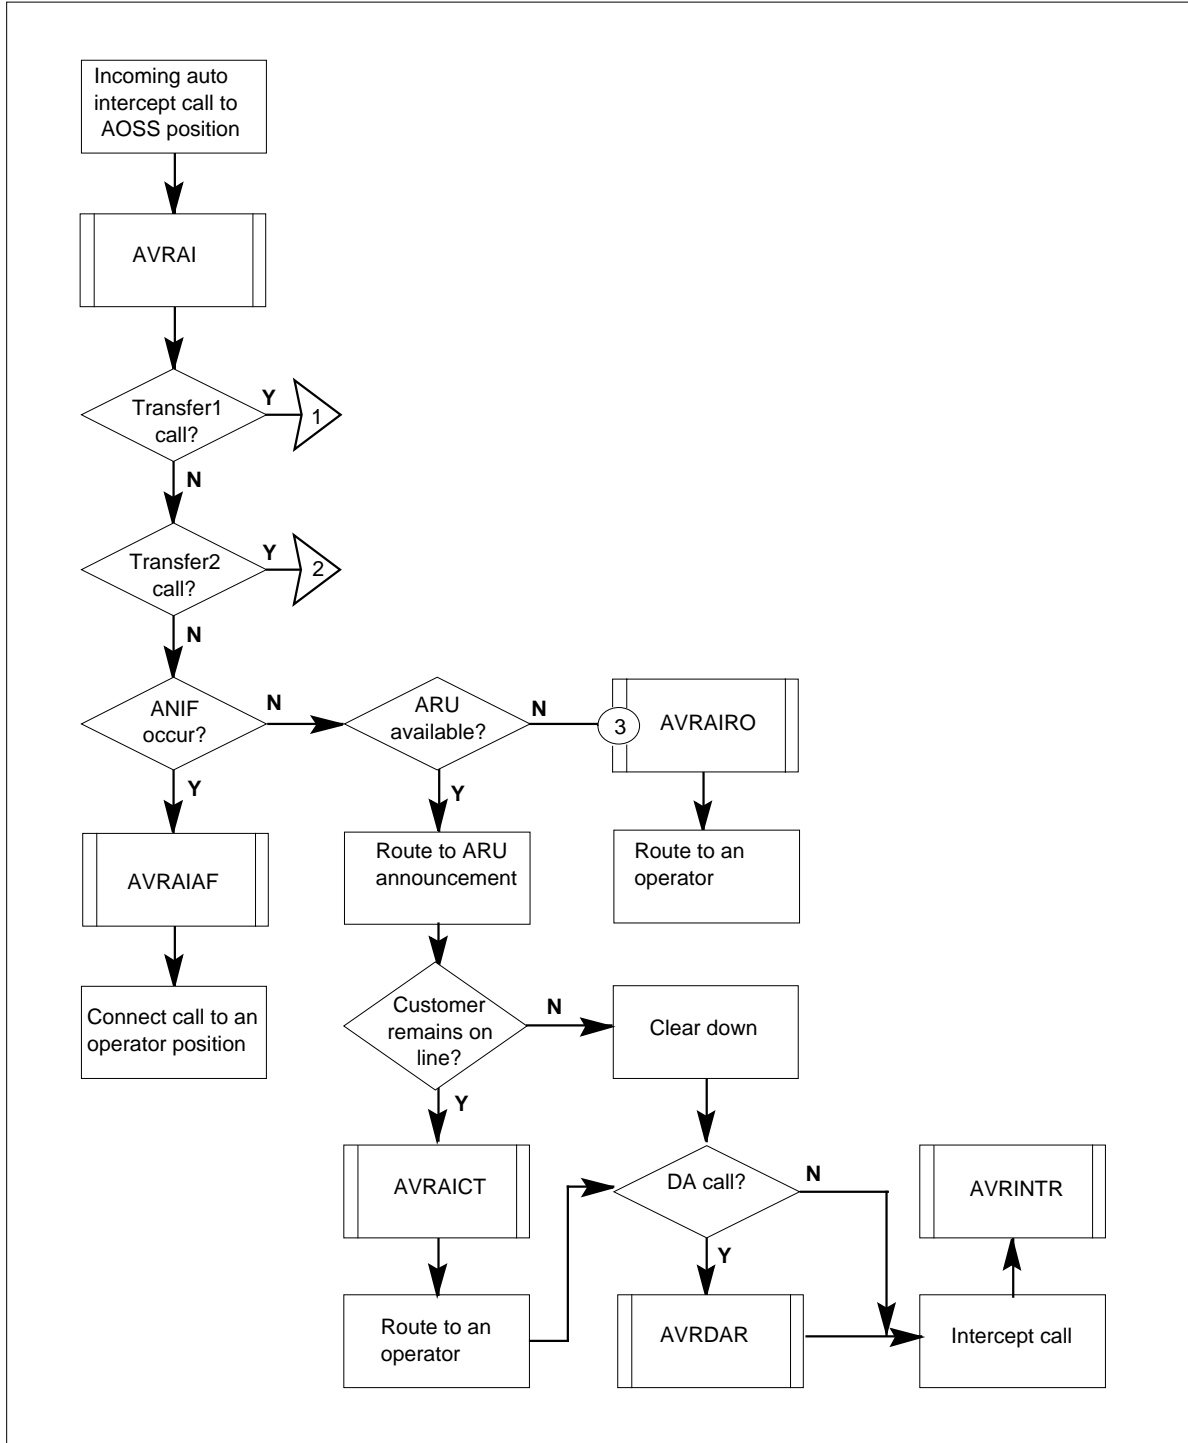 Incoming auto
intercept call to
AOSS position
AVRAI
Transfer1
call?
Y
1
N
Transfer2
call?
Y
2
N
ANIF
occur?
N
ARU
available?
N
3
AVRAIRO
Y
Y
AVRAIAF
Route to ARU
announcement
Route to an
operator
Connect call to an
operator position
Customer
remains on
line?
N
Clear down
Y
AVRAICT
DA call?
N
AVRINTR
Y
Route to an
operator
AVRDAR
Intercept call